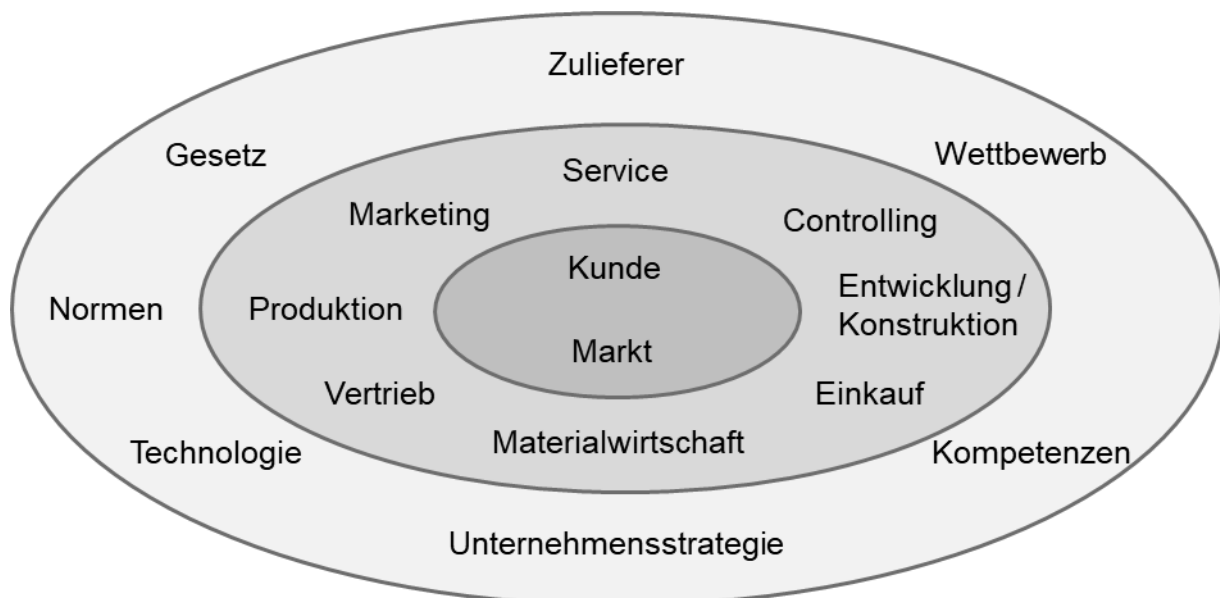 Zulieferer
Gesetz
Wettbewerb
Service
Marketing
Controlling
Kunde
Normen
Produktion
Entwicklung /
Konstruktion
Markt
Vertrieb
Einkauf
Technologie
Materialwirtschaft
Kompetenzen
Unternehmensstrategie